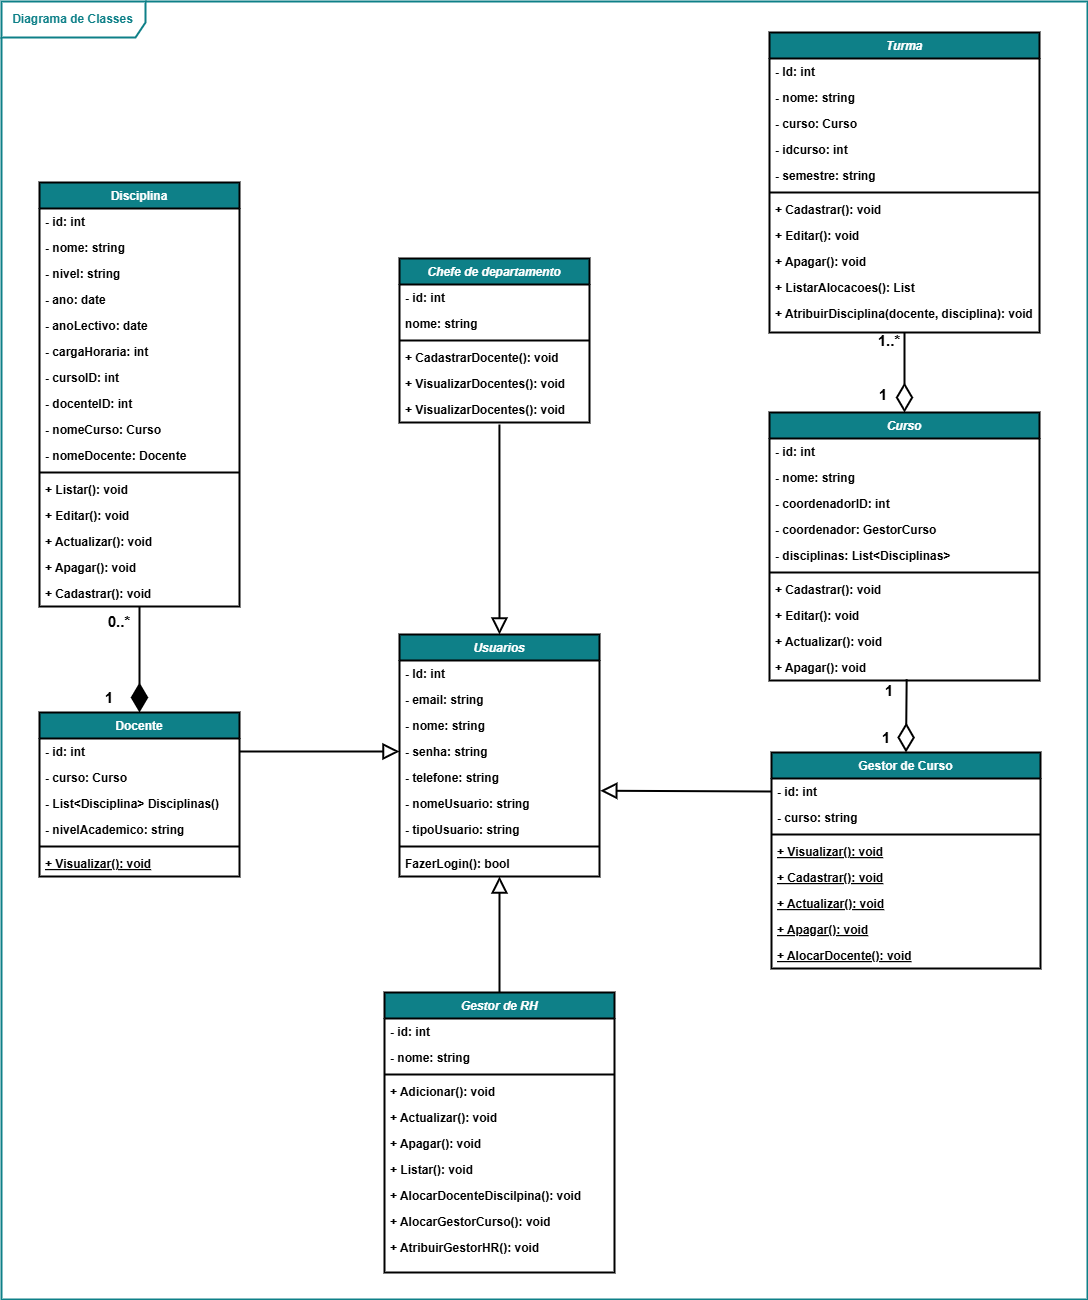 Diagrama de Classes
Turma
- Id: int
- nome: string
- curso: Curso
- idcurso: int
- semestre: string
+ Cadastrar(): void
+ Editar(): void
+ Apagar(): void
+ ListarAlocacoes(): List
+ AtribuirDisciplina(docente, disciplina): void
1..*
1
Disciplina
- id: int
- nome: string
- nivel: string
- ano: date
- anoLectivo: date
- cargaHoraria: int
- cursoID: int
- docenteID: int
- nomeCurso: Curso
- nomeDocente: Docente
+ Listar(): void
+ Editar(): void
+ Actualizar(): void
+ Apagar(): void
+ Cadastrar(): void
0..*
1
Chefe de departamento
- id: int
nome: string
+ CadastrarDocente(): void
+ VisualizarDocentes(): void
+ VisualizarDocentes(): void
Curso
- id: int
- nome: string
- coordenadorID: int
- coordenador: GestorCurso
- disciplinas: List<Disciplinas>
+ Cadastrar(): void
+ Editar(): void
+ Actualizar(): void
+ Apagar(): void
1
1
Docente
- id: int
- curso: Curso
- List<Disciplina> Disciplinas()
- nivelAcademico: string
+ Visualizar(): void
Usuarios
- Id: int
- email: string
- nome: string
- senha: string
- telefone: string
- nomeUsuario: string
- tipoUsuario: string
FazerLogin(): bool
Gestor de Curso
- id: int
- curso: string
+ Visualizar(): void
+ Cadastrar(): void
+ Actualizar(): void
+ Apagar(): void
+ AlocarDocente(): void
Gestor de RH
- id: int
- nome: string
+ Adicionar(): void
+ Actualizar(): void
+ Apagar(): void
+ Listar(): void
+ AlocarDocenteDiscilpina(): void
+ AlocarGestorCurso(): void
+ AtribuirGestorHR(): void